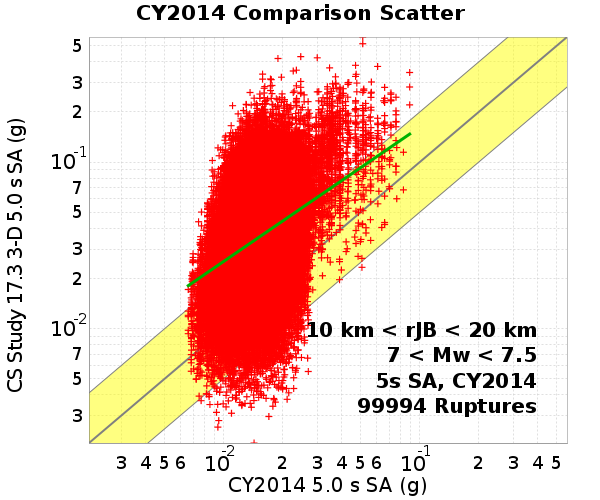 CY2014 Comparison Scatter
CS Study 17.3 3-D 5.0 s SA (g)
5
3
2
10^-1
7
5
3
2
10^-2
7
5
3
10 km < rJB < 20 km
7 < Mw < 7.5
5s SA, CY2014
99994 Ruptures
3 4 5 6 10^-2 2 3 4 5 6 10^-1 2 3 4 5
CY2014 5.0 s SA (g)